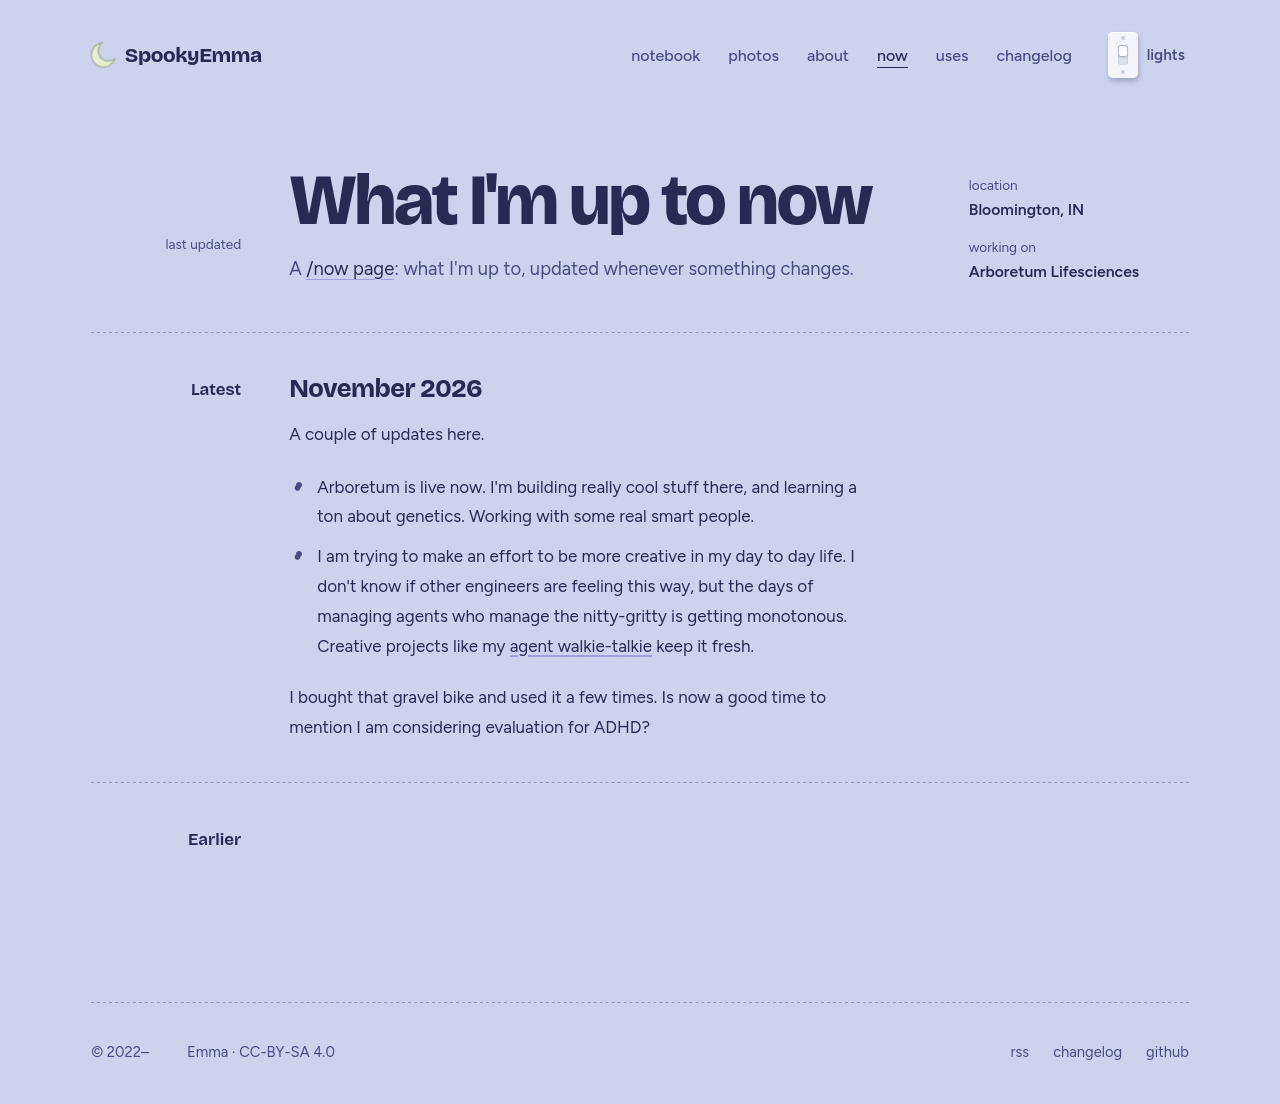 SpookyEmma
notebook photos about now uses changelog lights
What I'm up to now
last updated
A /now page: what I'm up to, updated whenever something changes.
location
Bloomington, IN
working on
Arboretum Lifesciences
Latest
November 2026
A couple of updates here.
Arboretum is live now. I'm building really cool stuff there, and learning a
ton about genetics. Working with some real smart people.
I am trying to make an effort to be more creative in my day to day life. I
don't know if other engineers are feeling this way, but the days of
managing agents who manage the nitty-gritty is getting monotonous.
Creative projects like my agent walkie-talkie keep it fresh.
I bought that gravel bike and used it a few times. Is now a good time to
mention I am considering evaluation for ADHD?
Earlier
© 2022– Emma · CC-BY-SA 4.0
rss changelog github